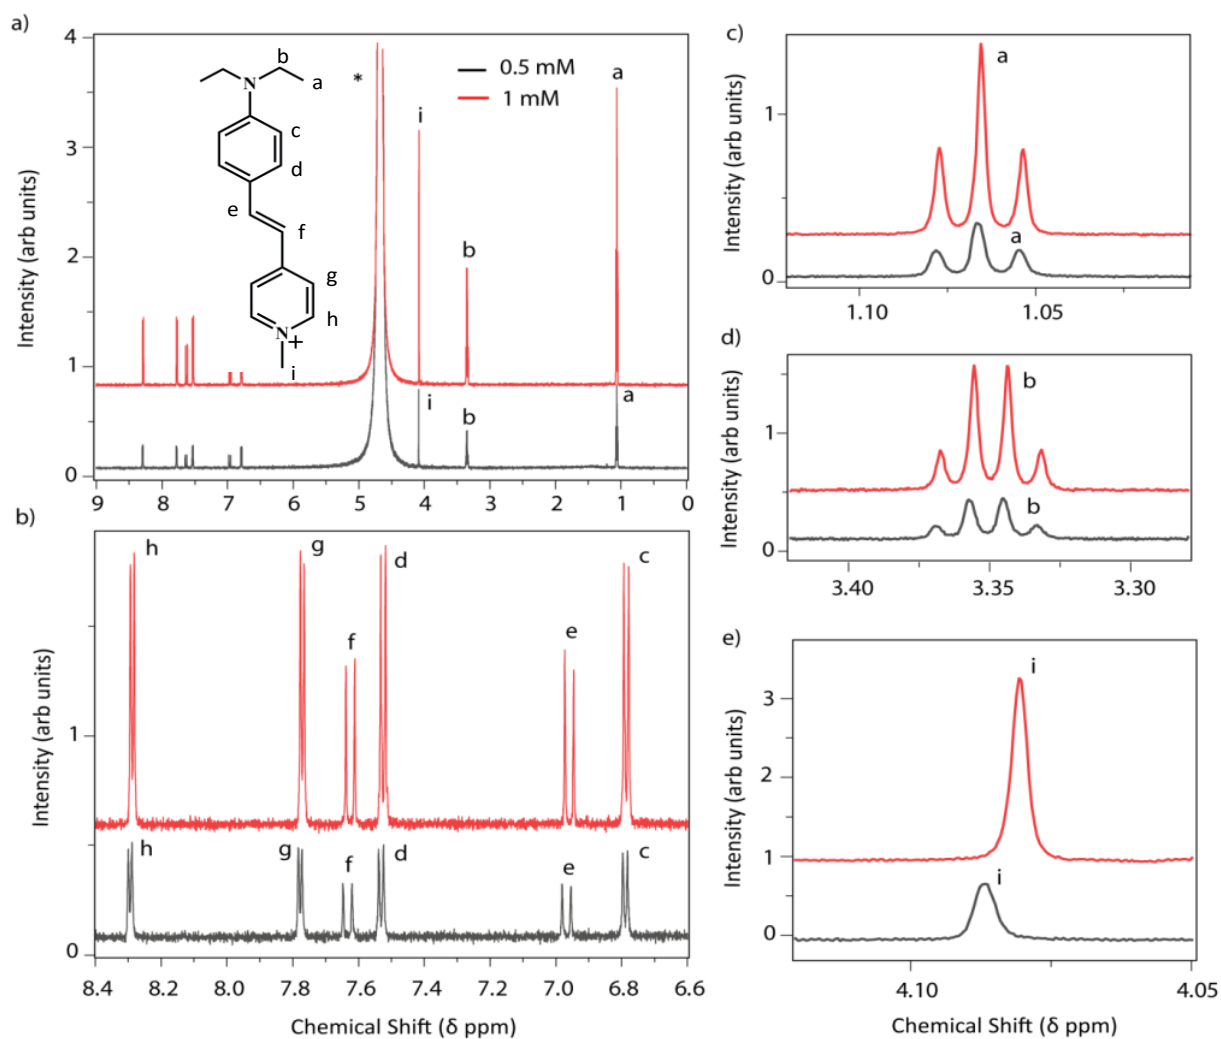 a)
4
3
2
1
0
Intensity (arb units)
9 8 7 6 5 4 3 2 1 0
0.5 mM
1 mM
*
i
b
a
i
b
a
b
a
N
c
d
e
f
g
h
N
+
i
b)
1
0
Intensity (arb units)
h g f d e c
h g f d e c
8.4 8.2 8.0 7.8 7.6 7.4 7.2 7.0 6.8 6.6
Chemical Shift (δ ppm)
c)
1
0
Intensity (arb units)
a
a
1.10 1.05
d)
1
0
Intensity (arb units)
b
b
3.40 3.35 3.30
e)
3
2
1
0
Intensity (arb units)
i
i
4.10 4.05
Chemical Shift (δ ppm)